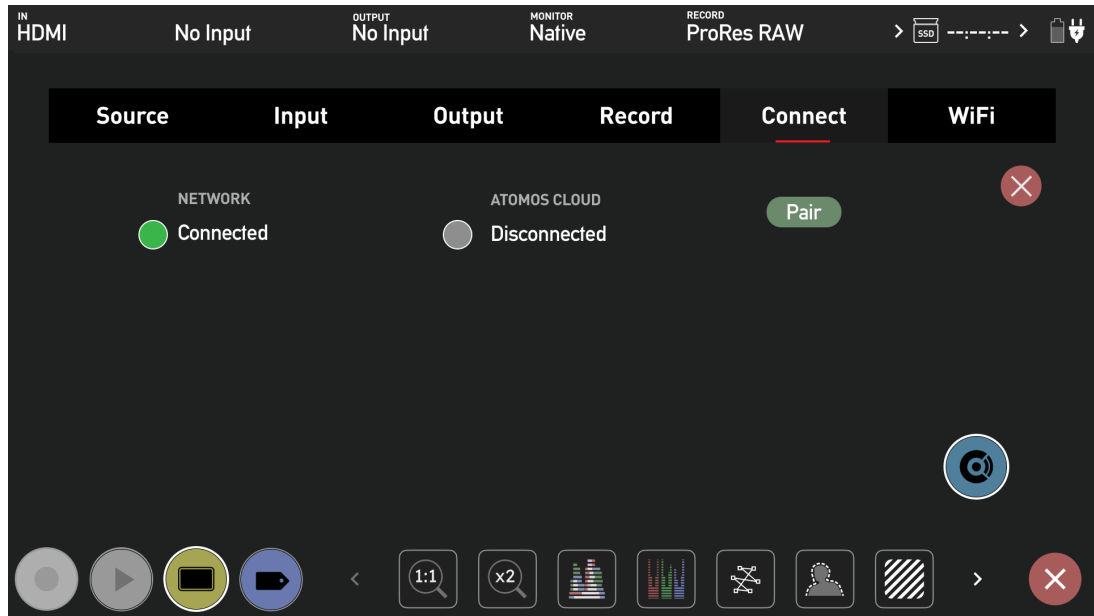 IN OUTPUT MONITOR RECORD
HDMI No Input No Input Native ProRes RAW > SSD --:--:-- >
Source Input Output Record Connect WiFi
NETWORK ATOMOS CLOUD
Connected Disconnected Pair
1:1 x2